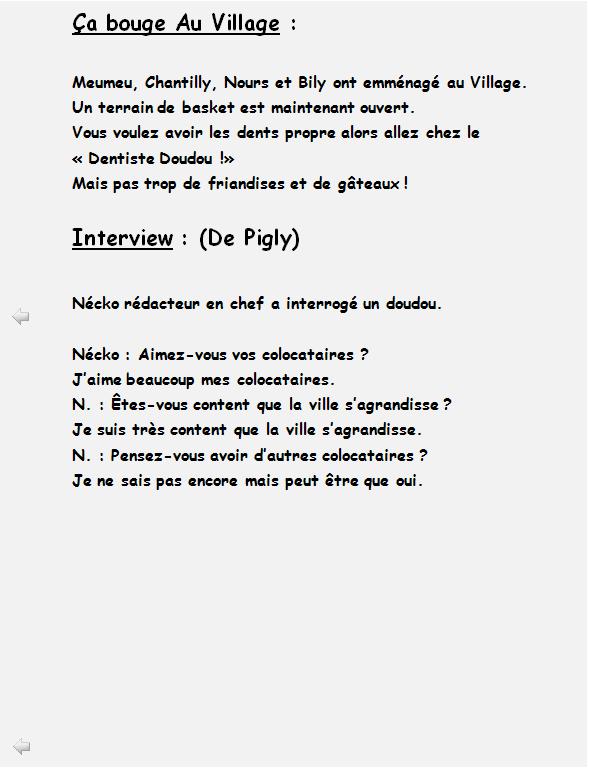 Ça bouge Au Village :
Meumeu, Chantilly, Nours et Bily ont emménagé au Village.
Un terrain de basket est maintenant ouvert.
Vous voulez avoir les dents propre alors allez chez le
« Dentiste Doudou !»
Mais pas trop de friandises et de gâteaux !
Interview : (De Pigly)
Nécko rédacteur en chef a interrogé un doudou.
Nécko : Aimez-vous vos colocataires ?
J'aime beaucoup mes colocataires.
N. : Êtes-vous content que la ville s'agrandisse ?
Je suis très content que la ville s'agrandisse.
N. : Pensez-vous avoir d'autres colocataires ?
Je ne sais pas encore mais peut être que oui.